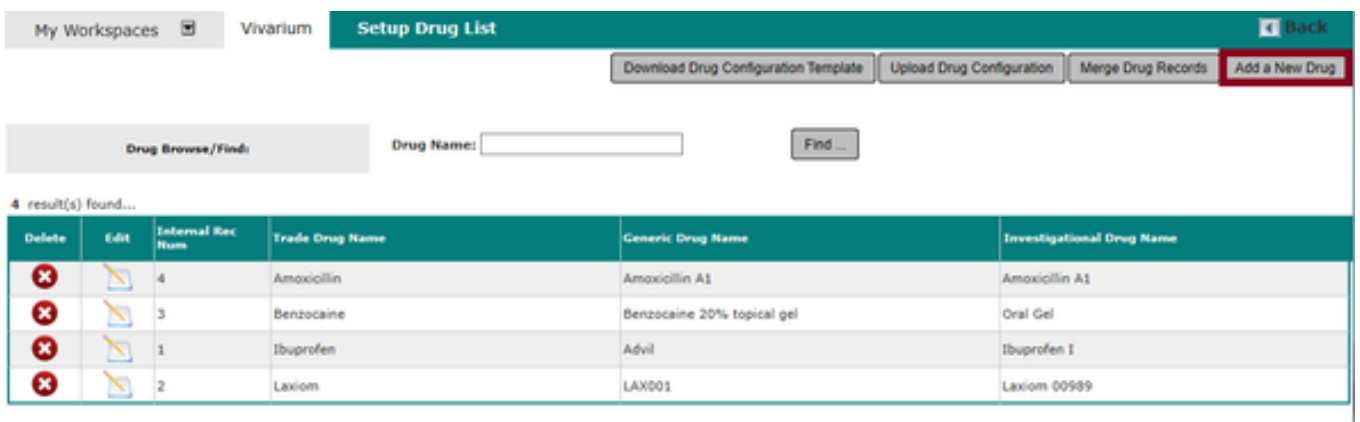 My Workspaces Vivarium Setup Drug List Back
Download Drug Configuration Template Upload Drug Configuration Merge Drug Records Add a New Drug
Drug Browse/Find: Drug Name: Find ...
4 result(s) found...
Delete Edit Internal Rec Num Trade Drug Name Generic Drug Name Investigational Drug Name
4 Amoxicillin Amoxicillin A1 Amoxicillin A1
3 Benzocaine Benzocaine 20% topical gel Oral Gel
1 Ibuprofen Advil Ibuprofen I
2 Laxiom LAX001 Laxiom 00989